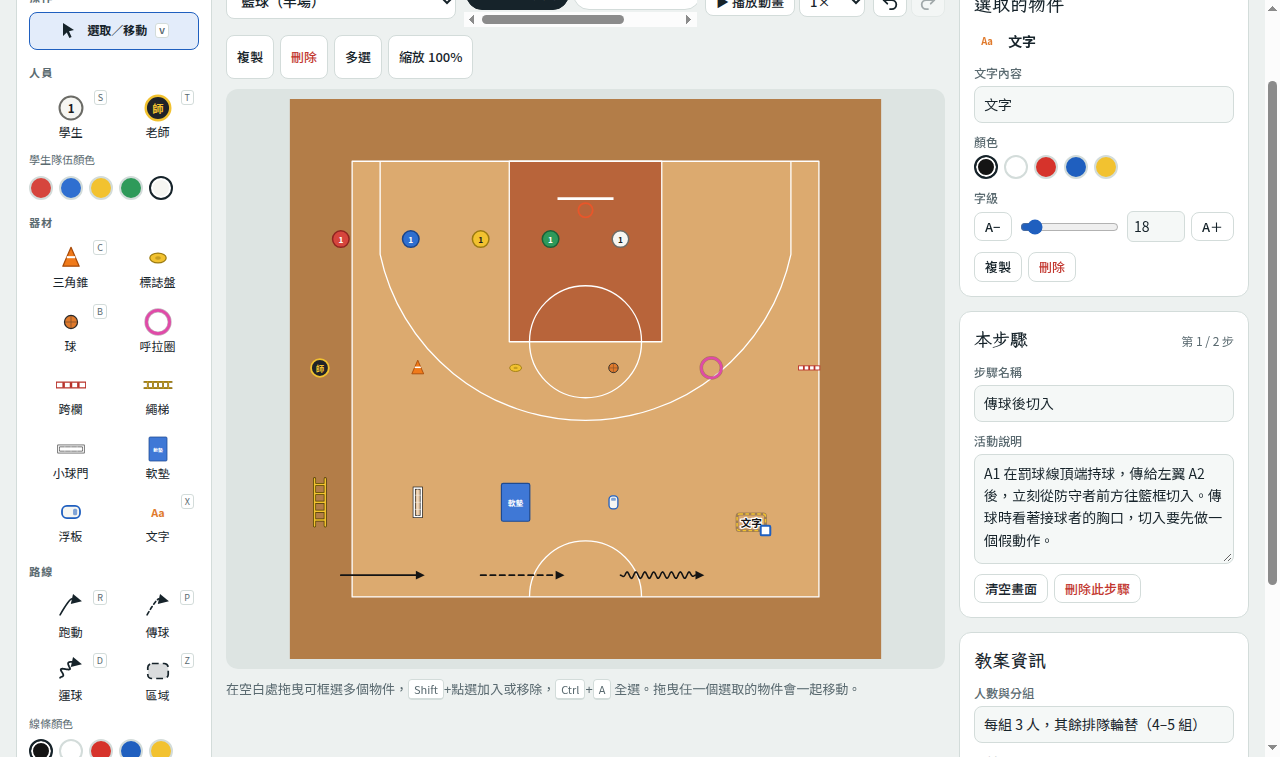 選取／移動 V
人員
1 S 師 T
學生 老師
學生隊伍顏色
器材
C
三角錐 標誌盤
B
球 呼拉圈
跨欄 繩梯
軟墊
小球門 軟墊
Aa X
浮板 文字
路線
R P
跑動 傳球
D Z
運球 區域
線條顏色
籃球（半場）
▶ 播放動畫 1×
複製 刪除 多選 縮放 100%
1 1 1 1 1
師
軟墊
文字
在空白處拖曳可框選多個物件，Shift+點選加入或移除，Ctrl+A 全選。拖曳任一個選取的物件會一起移動。
選取的物件
Aa 文字
文字內容
文字
顏色
字級
A− 18 A＋
複製 刪除
本步驟 第 1 / 2 步
步驟名稱
傳球後切入
活動說明
A1 在罰球線頂端持球，傳給左翼 A2
後，立刻從防守者前方往籃框切入。傳
球時看著接球者的胸口，切入要先做一
個假動作。
清空畫面 刪除此步驟
教案資訊
人數與分組
每組 3 人，其餘排隊輪替（4–5 組）